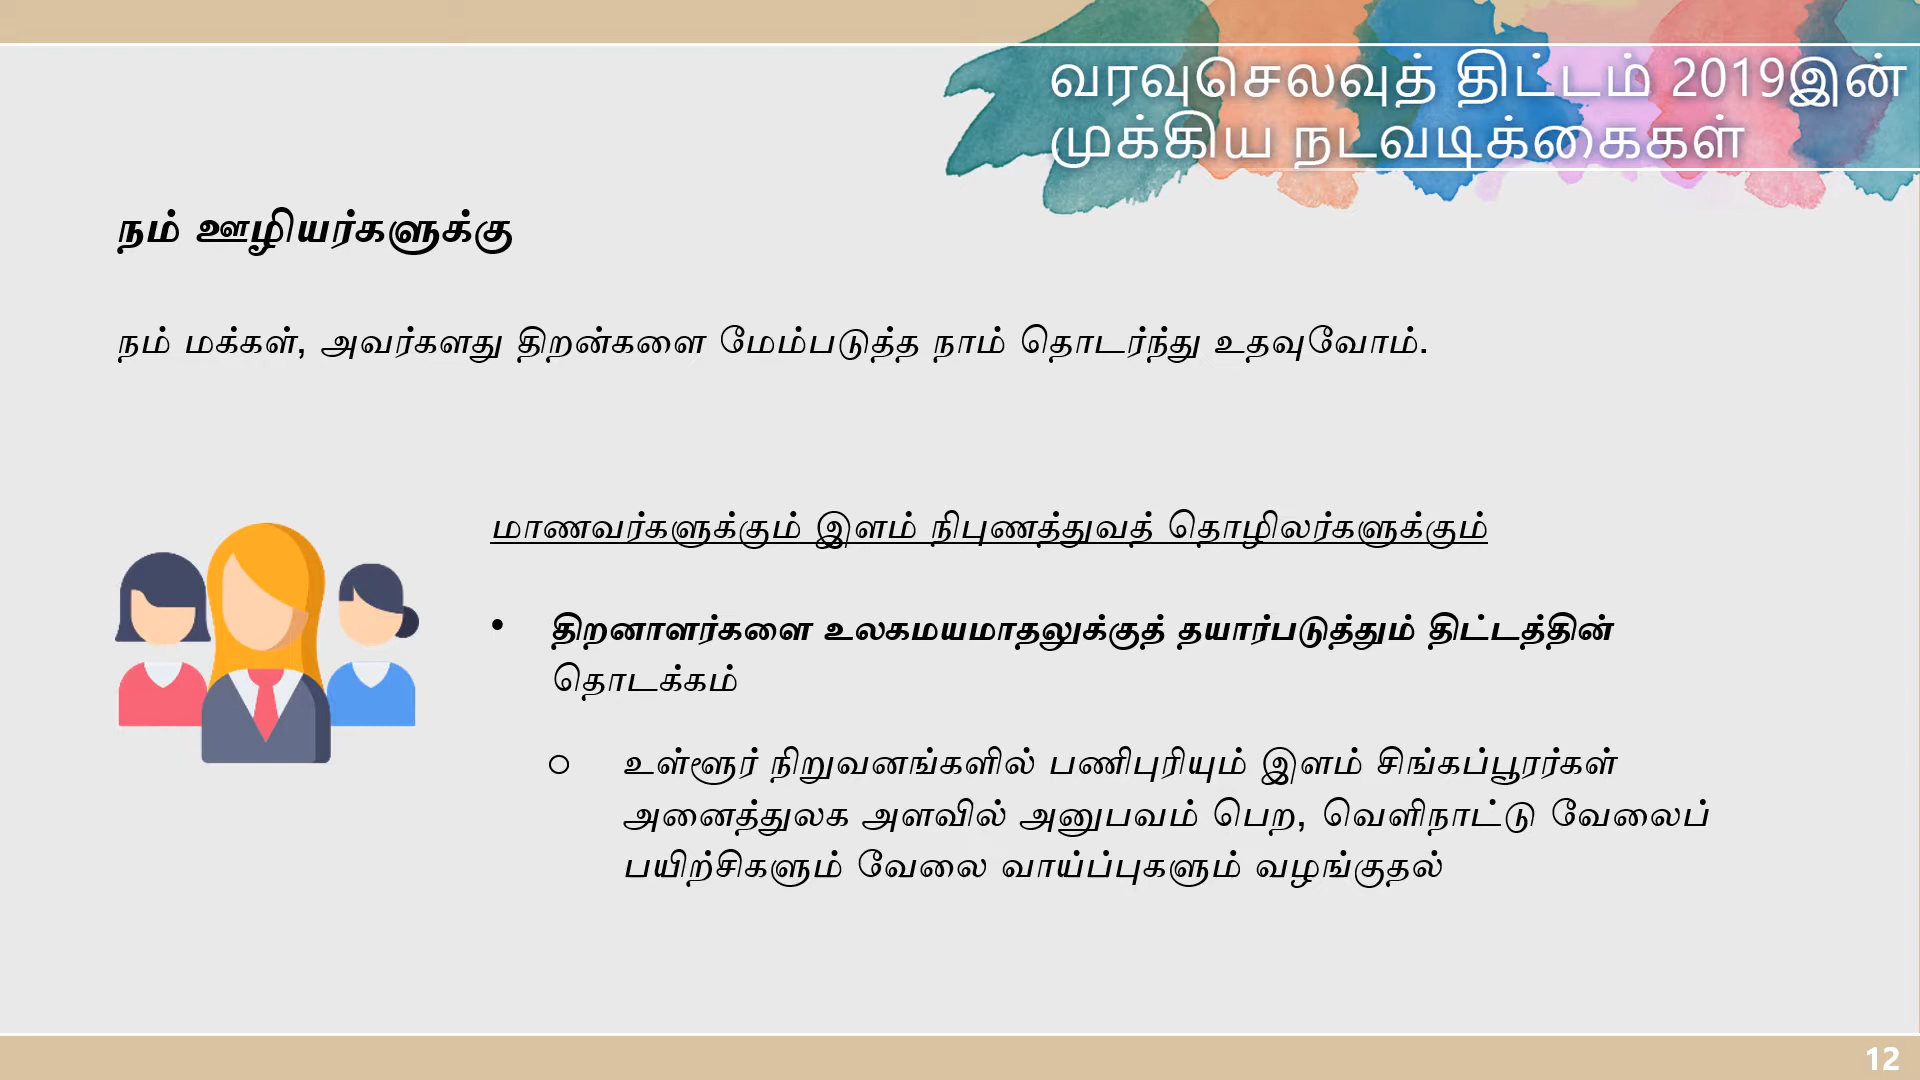 வரவுசெலவுத் திட்டம் 2019இன்
முக்கிய நடவடிக்கைகள்
நம் ஊழியர்களுக்கு
நம் மக்கள், அவர்களது திறன்களை மேம்படுத்த நாம் தொடர்ந்து உதவுவோம்.
மாணவர்களுக்கும் இளம் நிபுணத்துவத் தொழிலர்களுக்கும்
• திறனாளர்களை உலகமயமாதலுக்குத் தயார்படுத்தும் திட்டத்தின்
தொடக்கம்
o உள்ளூர் நிறுவனங்களில் பணிபுரியும் இளம் சிங்கப்பூரர்கள்
அனைத்துலக அளவில் அனுபவம் பெற, வெளிநாட்டு வேலைப்
பயிற்சிகளும் வேலை வாய்ப்புகளும் வழங்குதல்
12